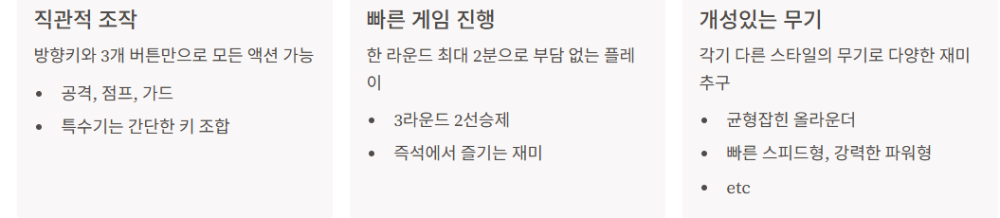 직관적 조작
방향키와 3개 버튼만으로 모든 액션 가능
• 공격, 점프, 가드
• 특수기는 간단한 키 조합
빠른 게임 진행
한 라운드 최대 2분으로 부담 없는 플레
이
• 3라운드 2선승제
• 즉석에서 즐기는 재미
개성있는 무기
각기 다른 스타일의 무기로 다양한 재미
추구
• 균형잡힌 올라운더
• 빠른 스피드형, 강력한 파워형
• etc